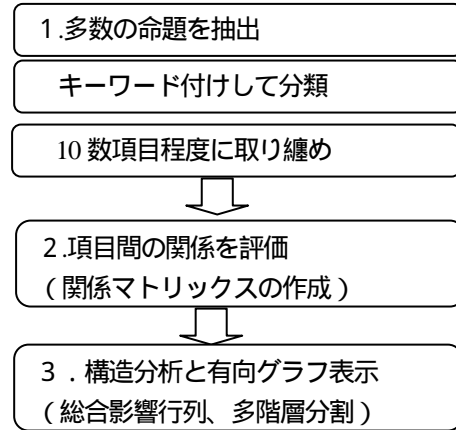 １.多数の命題を抽出
キーワード付けして分類
10 数項目程度に取り纏め
２.項目間の関係を評価
（関係マトリックスの作成）
３．構造分析と有向グラフ表示
（総合影響行列、多階層分割）